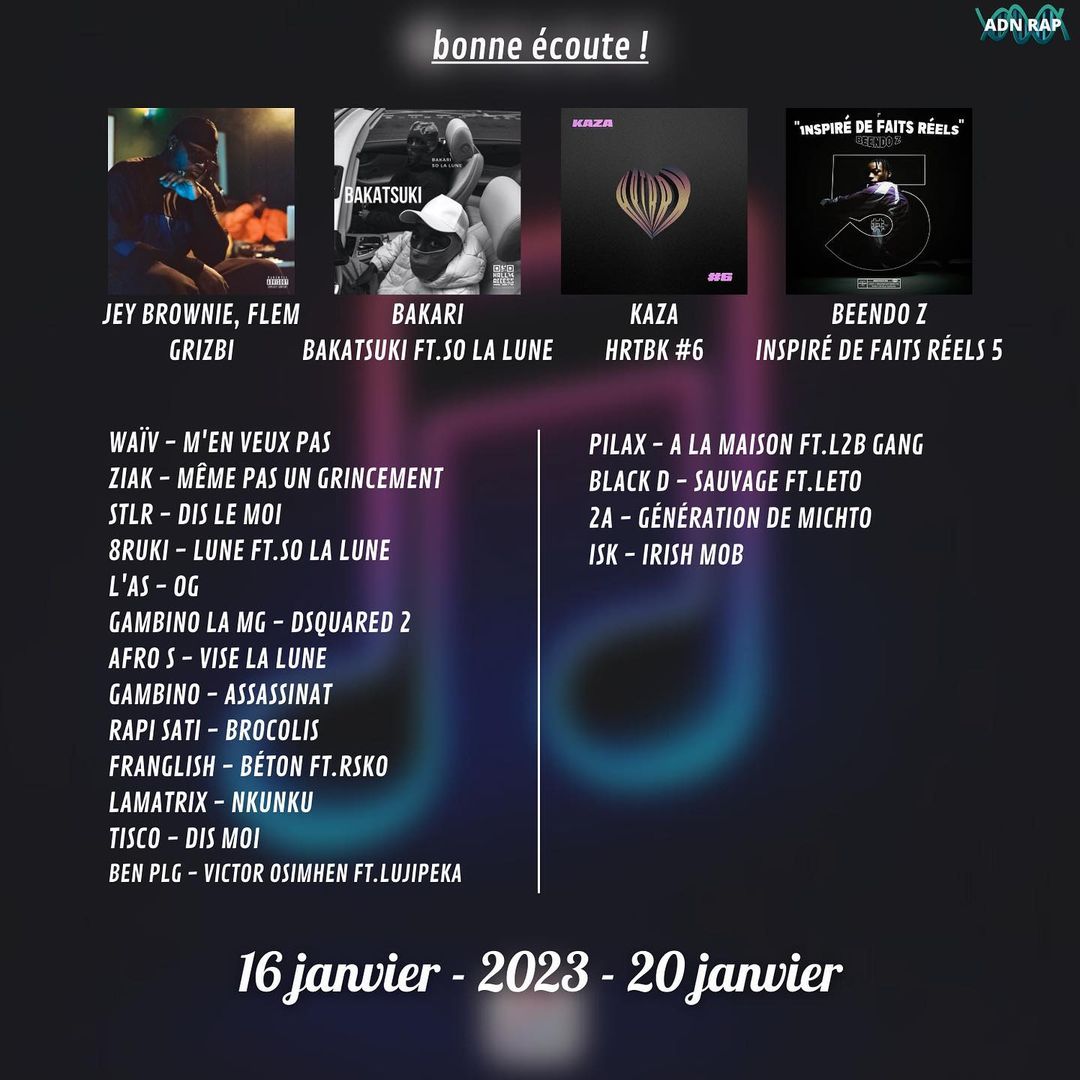 ADN RAP
bonne écoute !
BAKARI
SO LA LUNE
BAKATSUKI
KAZA
#6
"INSPIRÉ DE FAITS RÉELS"
BEENDO Z
5
JEY BROWNIE, FLEM
GRIZBI
BAKARI
BAKATSUKI FT.SO LA LUNE
KAZA
HRTBK #6
BEENDO Z
INSPIRÉ DE FAITS RÉELS 5
WAÏV - M'EN VEUX PAS
ZIAK - MÊME PAS UN GRINCEMENT
STLR - DIS LE MOI
8RUKI - LUNE FT.SO LA LUNE
L'AS - OG
GAMBINO LA MG - DSQUARED 2
AFRO S - VISE LA LUNE
GAMBINO - ASSASSINAT
RAPI SATI - BROCOLIS
FRANGLISH - BÉTON FT.RSKO
LAMATRIX - NKUNKU
TISCO - DIS MOI
BEN PLG - VICTOR OSIMHEN FT.LUJIPEKA
PILAX - A LA MAISON FT.L2B GANG
BLACK D - SAUVAGE FT.LETO
2A - GÉNÉRATION DE MICHTO
ISK - IRISH MOB
16 janvier - 2023 - 20 janvier